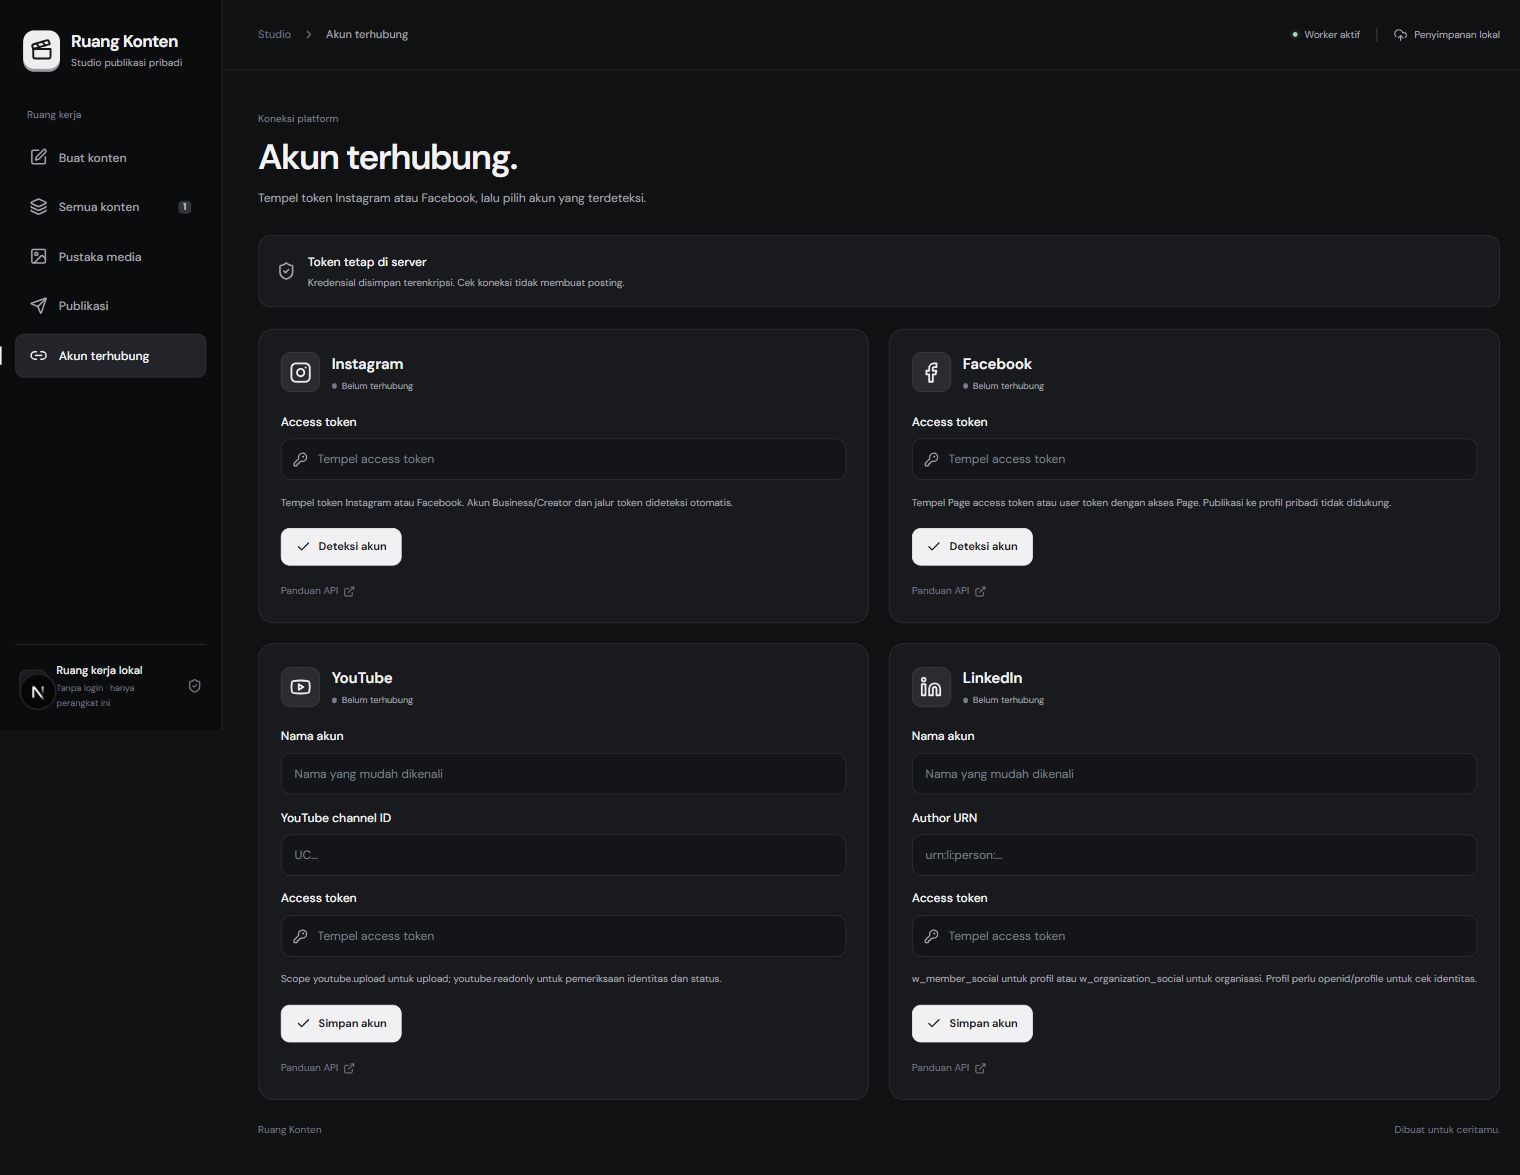 Ruang Konten
Studio publikasi pribadi
Ruang kerja
Buat konten
Semua konten 1
Pustaka media
Publikasi
Akun terhubung
Ruang kerja lokal
Tanpa login · hanya
perangkat ini
N
Studio > Akun terhubung
Worker aktif
Penyimpanan lokal
Koneksi platform
Akun terhubung.
Tempel token Instagram atau Facebook, lalu pilih akun yang terdeteksi.
Token tetap di server
Kredensial disimpan terenkripsi. Cek koneksi tidak membuat posting.
Instagram
Belum terhubung
Access token
Tempel access token
Tempel token Instagram atau Facebook. Akun Business/Creator dan jalur token dideteksi otomatis.
Deteksi akun
Panduan API
Facebook
Belum terhubung
Access token
Tempel access token
Tempel Page access token atau user token dengan akses Page. Publikasi ke profil pribadi tidak didukung.
Deteksi akun
Panduan API
YouTube
Belum terhubung
Nama akun
Nama yang mudah dikenali
YouTube channel ID
UC...
Access token
Tempel access token
Scope youtube.upload untuk upload; youtube.readonly untuk pemeriksaan identitas dan status.
Simpan akun
Panduan API
LinkedIn
Belum terhubung
Nama akun
Nama yang mudah dikenali
Author URN
urn:li:person:...
Access token
Tempel access token
w_member_social untuk profil atau w_organization_social untuk organisasi. Profil perlu openid/profile untuk cek identitas.
Simpan akun
Panduan API
Ruang Konten
Dibuat untuk ceritamu.